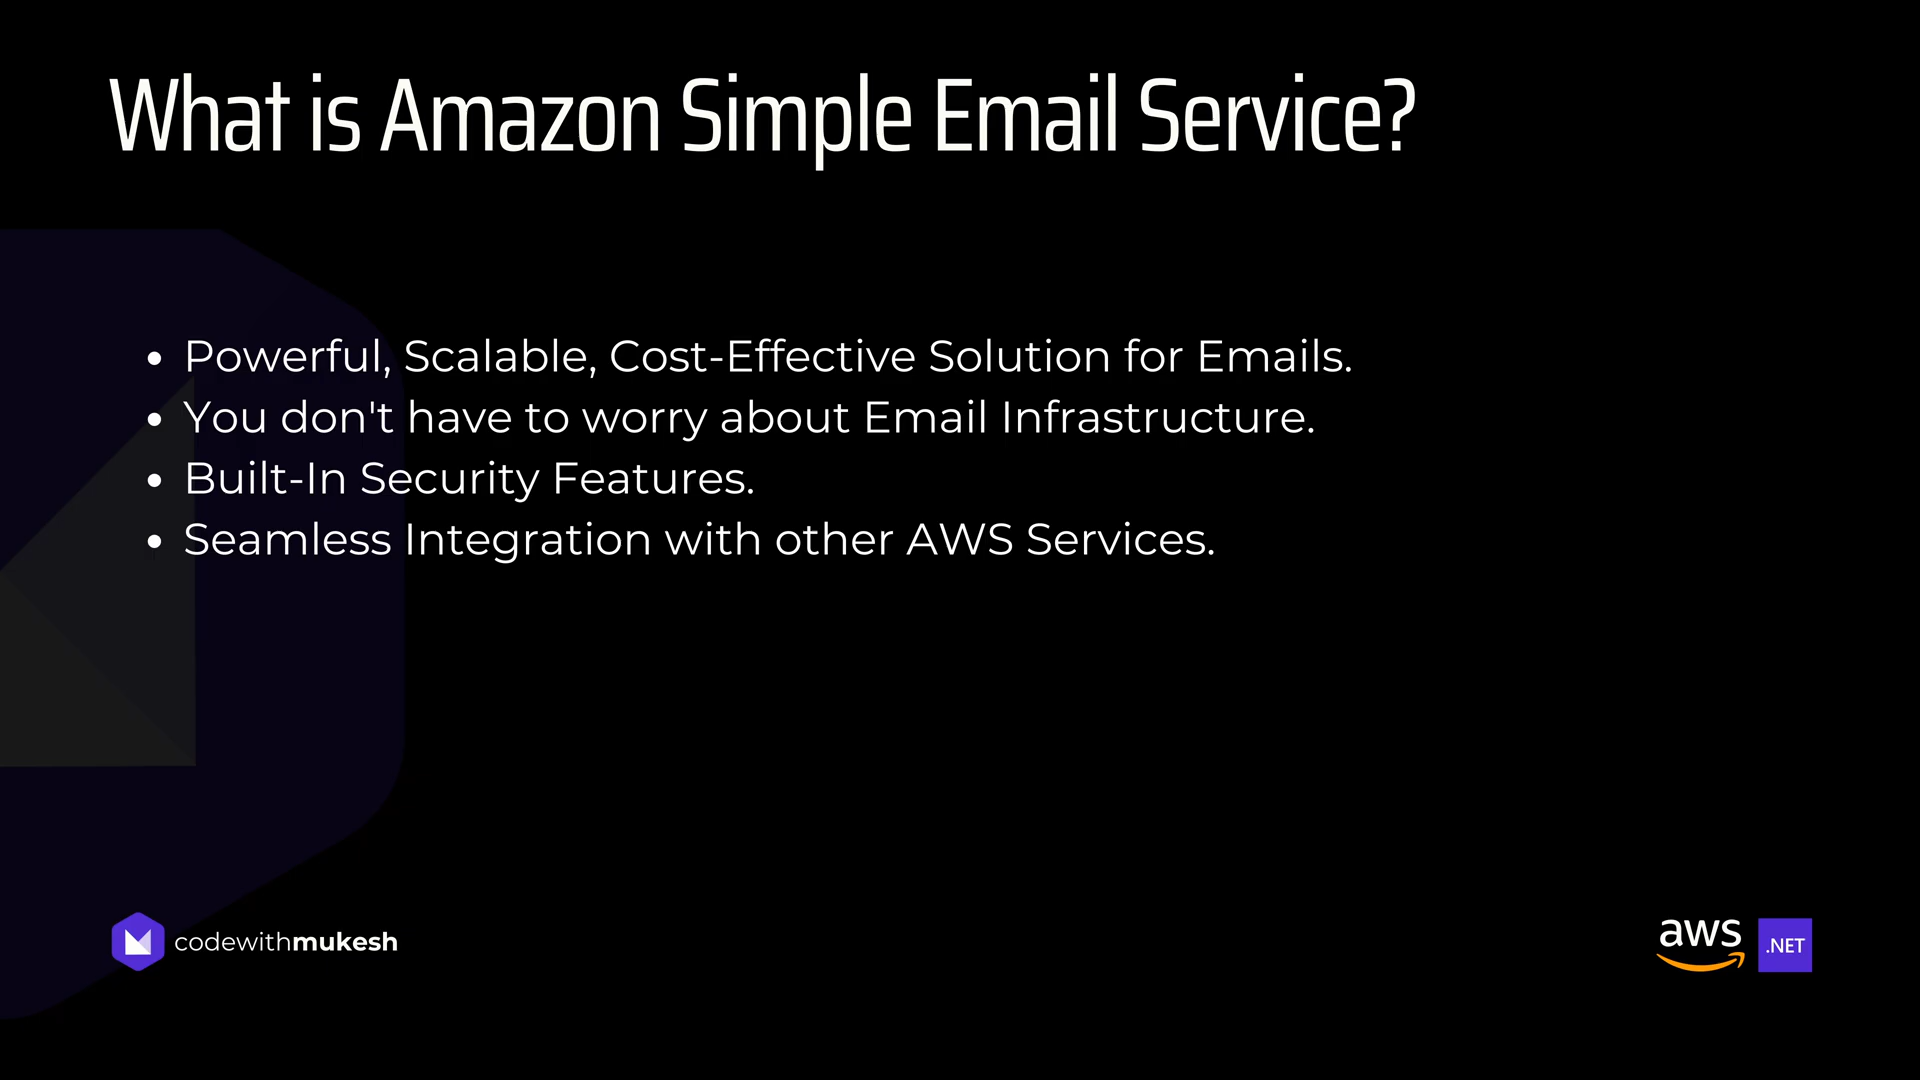 What is Amazon Simple Email Service?
• Powerful, Scalable, Cost-Effective Solution for Emails.
• You don't have to worry about Email Infrastructure.
• Built-In Security Features.
• Seamless Integration with other AWS Services.
codewithmukesh
aws
.NET